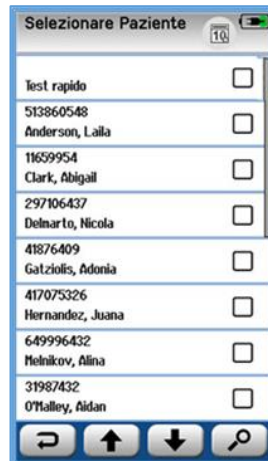 Selezionare Paziente
10
Test rapido
513860548
Anderson, Laila
11659954
Clark, Abigail
297106437
Delnarto, Nicola
41876409
Gatziolis, Adonia
417075326
Hernandez, Juana
649996432
Melnikov, Alina
31987432
O'Malley, Aidan